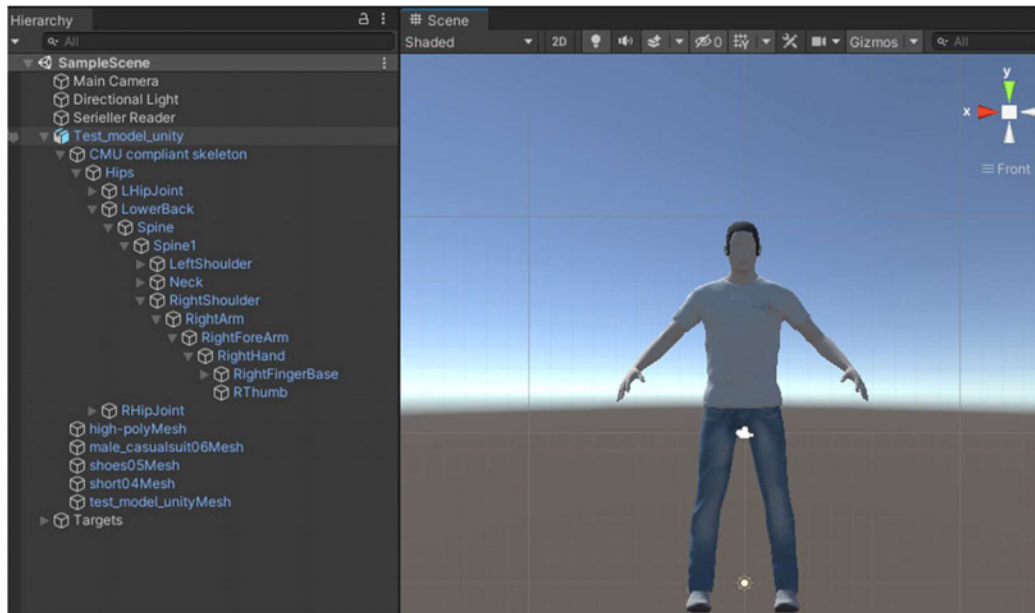 Hierarchy
All
SampleScene
Main Camera
Directional Light
Serieller Reader
Test_model_unity
CMU compliant skeleton
Hips
LHipJoint
LowerBack
Spine
Spine1
LeftShoulder
Neck
RightShoulder
RightArm
RightForeArm
RightHand
RightFingerBase
RThumb
RHipJoint
high-polyMesh
male_casualsuit06Mesh
shoes05Mesh
short04Mesh
test_model_unityMesh
Targets
Scene
Shaded 2D 0 Gizmos All
y
x
Front